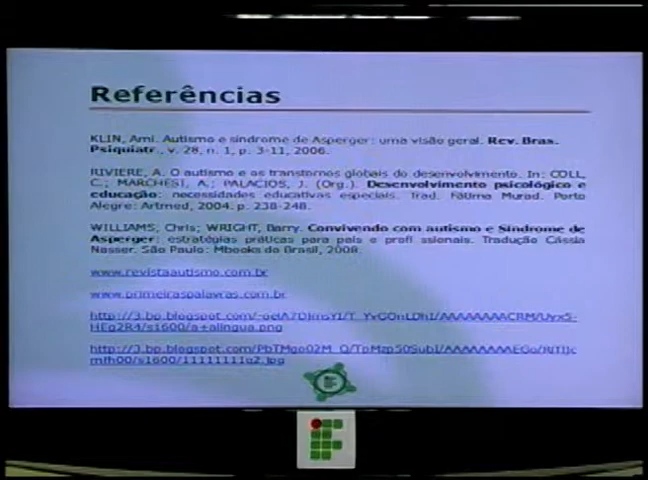 Referências
KLIN, Ami. Autismo e síndrome de Asperger: uma visão geral. Rev. Bras.
Psiquiatr., v. 28, n. 1, p. 3-11, 2006.
RIVIERE, A. O autismo e os transtornos globais do desenvolvimento. In: COLL,
C.; MARCHESI, A.; PALACIOS, J. (Org.). Desenvolvimento psicológico e
educação: necessidades educativas especiais. Trad. Fátima Murad. Porto
Alegre: Artmed, 2004. p. 238-248.
WILLIAMS, Chris; WRIGHT, Barry. Convivendo com autismo e Síndrome de
Asperger: estratégias práticas para pais e profi ssionais. Tradução Cássia
Nasser. São Paulo: Mbooks do Brasil, 2008.
www.revistaautismo.com.br
www.primeiraspalavras.com.br